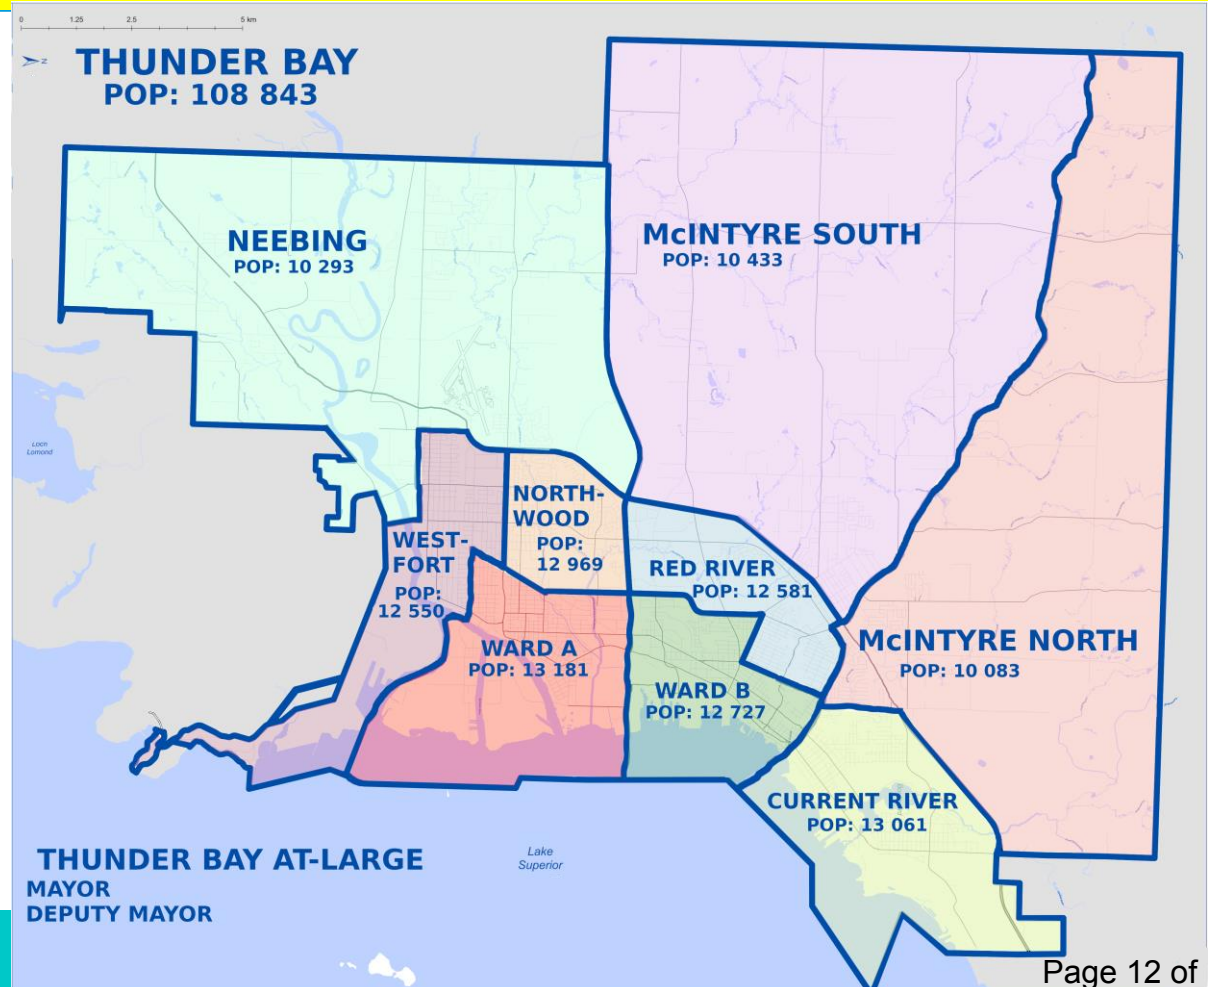 0 1.25 2.5 5 km
N
THUNDER BAY
POP: 108 843
NEEBING
POP: 10 293
McINTYRE SOUTH
POP: 10 433
Loch
Lomond
NORTH-
WOOD
POP:
12 969
WEST-
FORT
POP:
12 550
RED RIVER
POP: 12 581
WARD A
POP: 13 181
WARD B
POP: 12 727
McINTYRE NORTH
POP: 10 083
CURRENT RIVER
POP: 13 061
THUNDER BAY AT-LARGE
MAYOR
DEPUTY MAYOR
Lake
Superior
Page 12 of